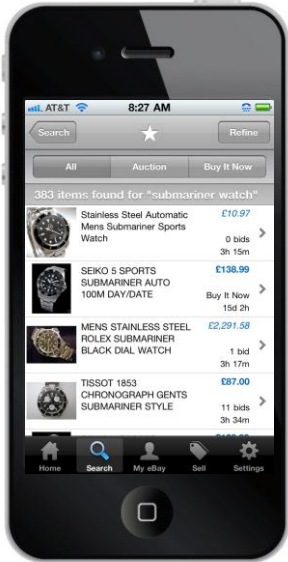 AT&T 8:27 AM
Search Refine
All Auction Buy It Now
383 items found for "submariner watch"
Stainless Steel Automatic
Mens Submariner Sports
Watch
£10.97
0 bids
3h 15m
SEIKO 5 SPORTS
SUBMARINER AUTO
100M DAY/DATE
£138.99
Buy It Now
15d 2h
MENS STAINLESS STEEL
ROLEX SUBMARINER
BLACK DIAL WATCH
£2,291.58
1 bid
3h 17m
TISSOT 1853
CHRONOGRAPH GENTS
SUBMARINER STYLE
£87.00
11 bids
3h 34m
Home Search My eBay Sell Settings